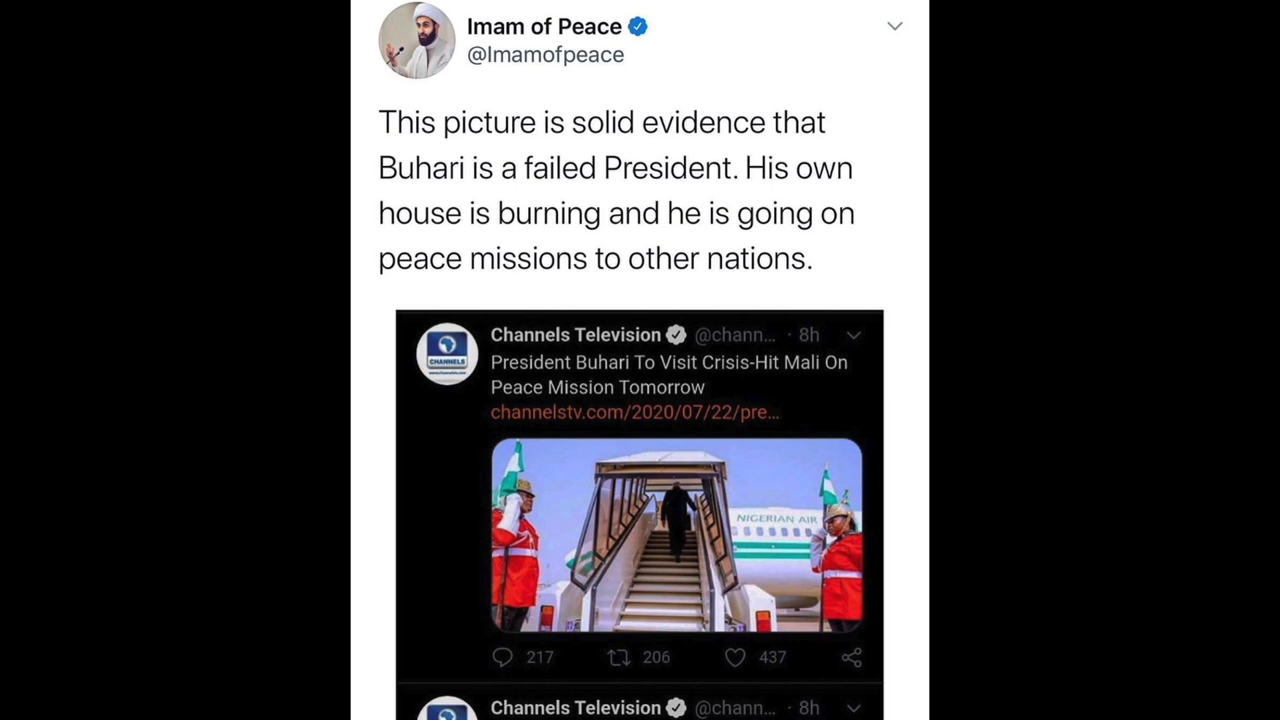 Imam of Peace
@Imamofpeace
This picture is solid evidence that
Buhari is a failed President. His own
house is burning and he is going on
peace missions to other nations.
Channels Television @chann... · 8h
President Buhari To Visit Crisis-Hit Mali On
Peace Mission Tomorrow
channelstv.com/2020/07/22/pre...
CHANNELS
NIGERIAN AIR
217 206 437
Channels Television @chann... · 8h